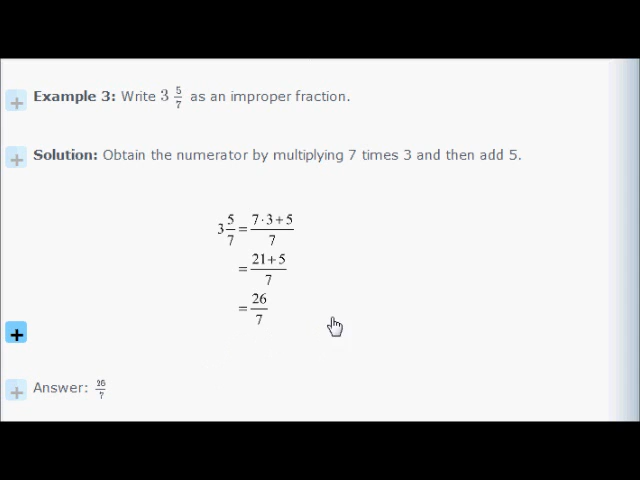 Example 3: Write 3 5/7 as an improper fraction.
Solution: Obtain the numerator by multiplying 7 times 3 and then add 5.
3 5/7 = (7·3+5)/7
= (21+5)/7
= 26/7
Answer: 26/7